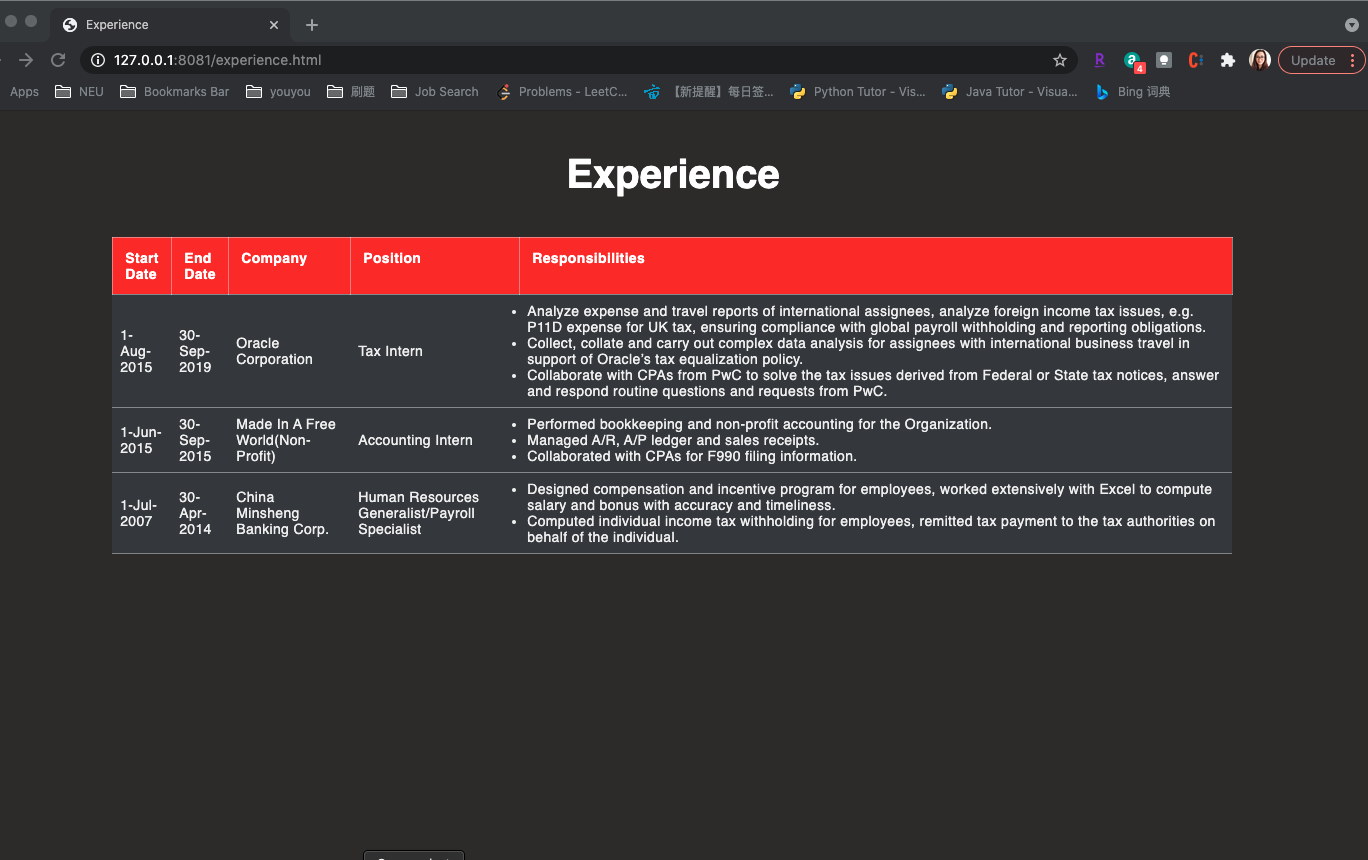 Experience
127.0.0.1:8081/experience.html
R
a
4
C
Update
Apps
NEU
Bookmarks Bar
youyou
刷题
Job Search
Problems - LeetC...
【新提醒】每日签...
Python Tutor - Vis...
Java Tutor - Visua...
Bing 词典
Experience
Start
Date
End
Date
Company
Position
Responsibilities
1-
Aug-
2015
30-
Sep-
2019
Oracle
Corporation
Tax Intern
• Analyze expense and travel reports of international assignees, analyze foreign income tax issues, e.g.
P11D expense for UK tax, ensuring compliance with global payroll withholding and reporting obligations.
• Collect, collate and carry out complex data analysis for assignees with international business travel in
support of Oracle's tax equalization policy.
• Collaborate with CPAs from PwC to solve the tax issues derived from Federal or State tax notices, answer
and respond routine questions and requests from PwC.
1-Jun-
2015
30-
Sep-
2015
Made In A Free
World(Non-
Profit)
Accounting Intern
• Performed bookkeeping and non-profit accounting for the Organization.
• Managed A/R, A/P ledger and sales receipts.
• Collaborated with CPAs for F990 filing information.
1-Jul-
2007
30-
Apr-
2014
China
Minsheng
Banking Corp.
Human Resources
Generalist/Payroll
Specialist
• Designed compensation and incentive program for employees, worked extensively with Excel to compute
salary and bonus with accuracy and timeliness.
• Computed individual income tax withholding for employees, remitted tax payment to the tax authorities on
behalf of the individual.